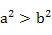 a² > b²